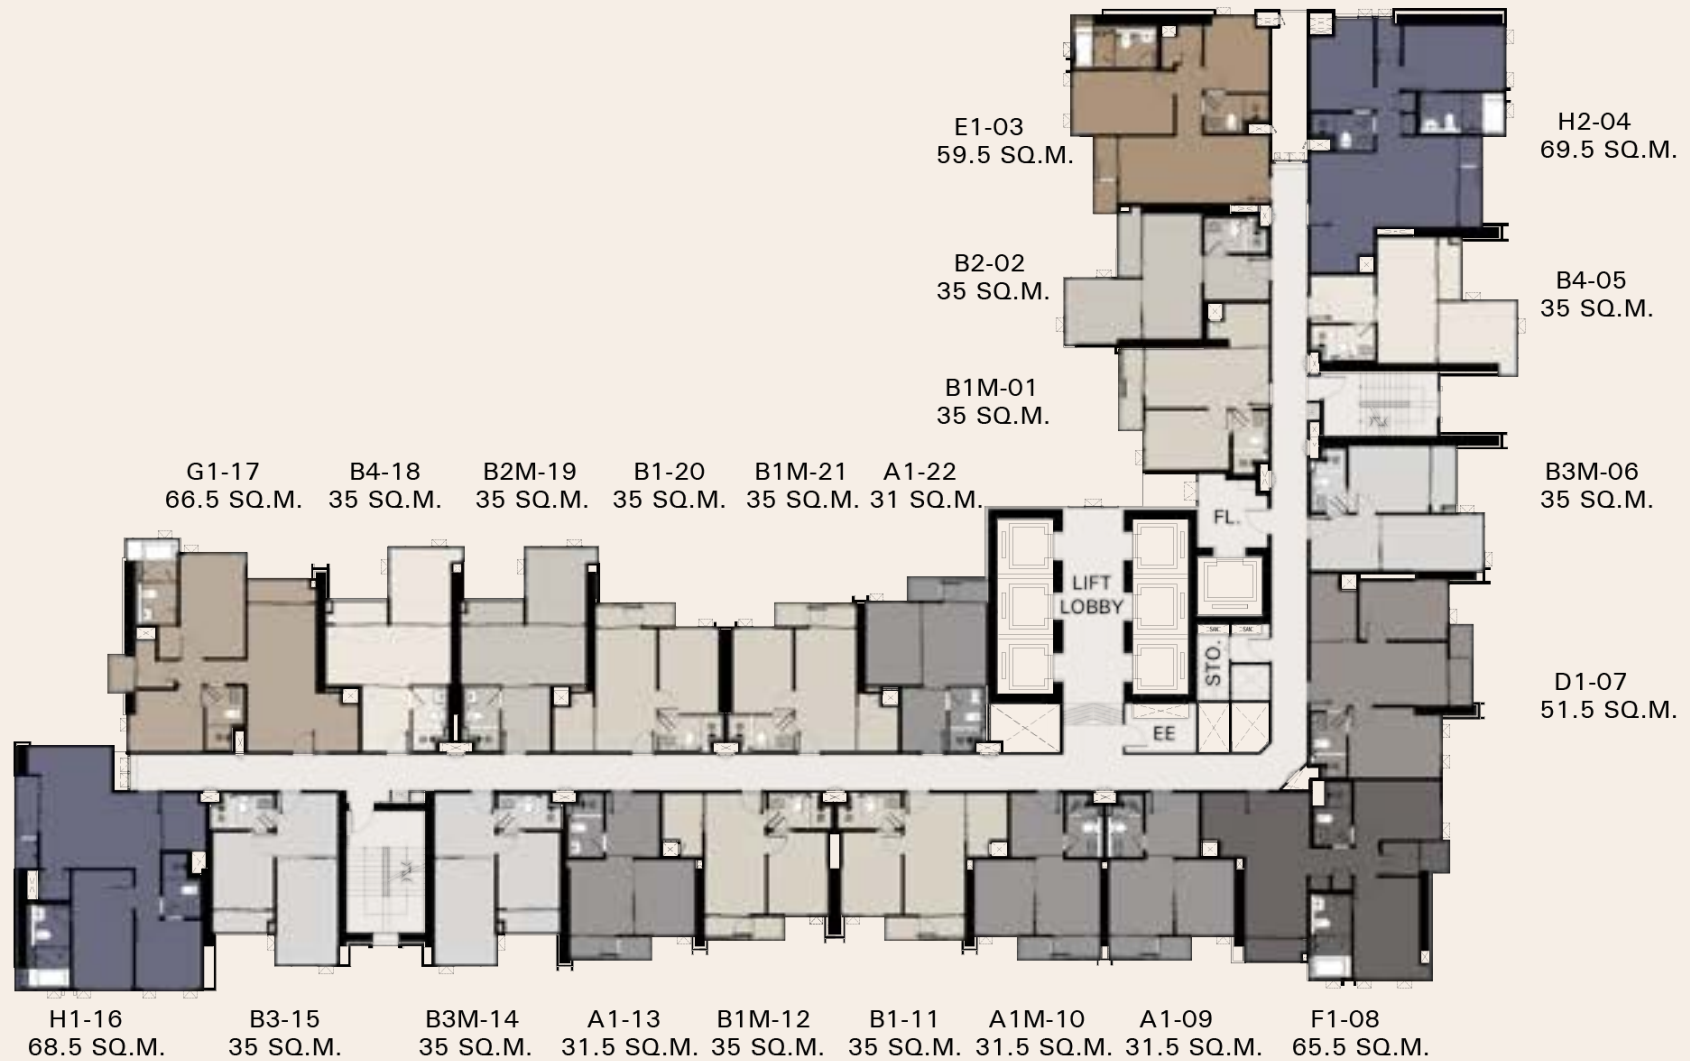 E1-03
59.5 SQ.M.
H2-04
69.5 SQ.M.
B2-02
35 SQ.M.
B4-05
35 SQ.M.
B1M-01
35 SQ.M.
G1-17
66.5 SQ.M.
B4-18
35 SQ.M.
B2M-19
35 SQ.M.
B1-20
35 SQ.M.
B1M-21
35 SQ.M.
A1-22
31 SQ.M.
B3M-06
35 SQ.M.
FL.
LIFT
LOBBY
STO.
EE
D1-07
51.5 SQ.M.
H1-16
68.5 SQ.M.
B3-15
35 SQ.M.
B3M-14
35 SQ.M.
A1-13
31.5 SQ.M.
B1M-12
35 SQ.M.
B1-11
35 SQ.M.
A1M-10
31.5 SQ.M.
A1-09
31.5 SQ.M.
F1-08
65.5 SQ.M.